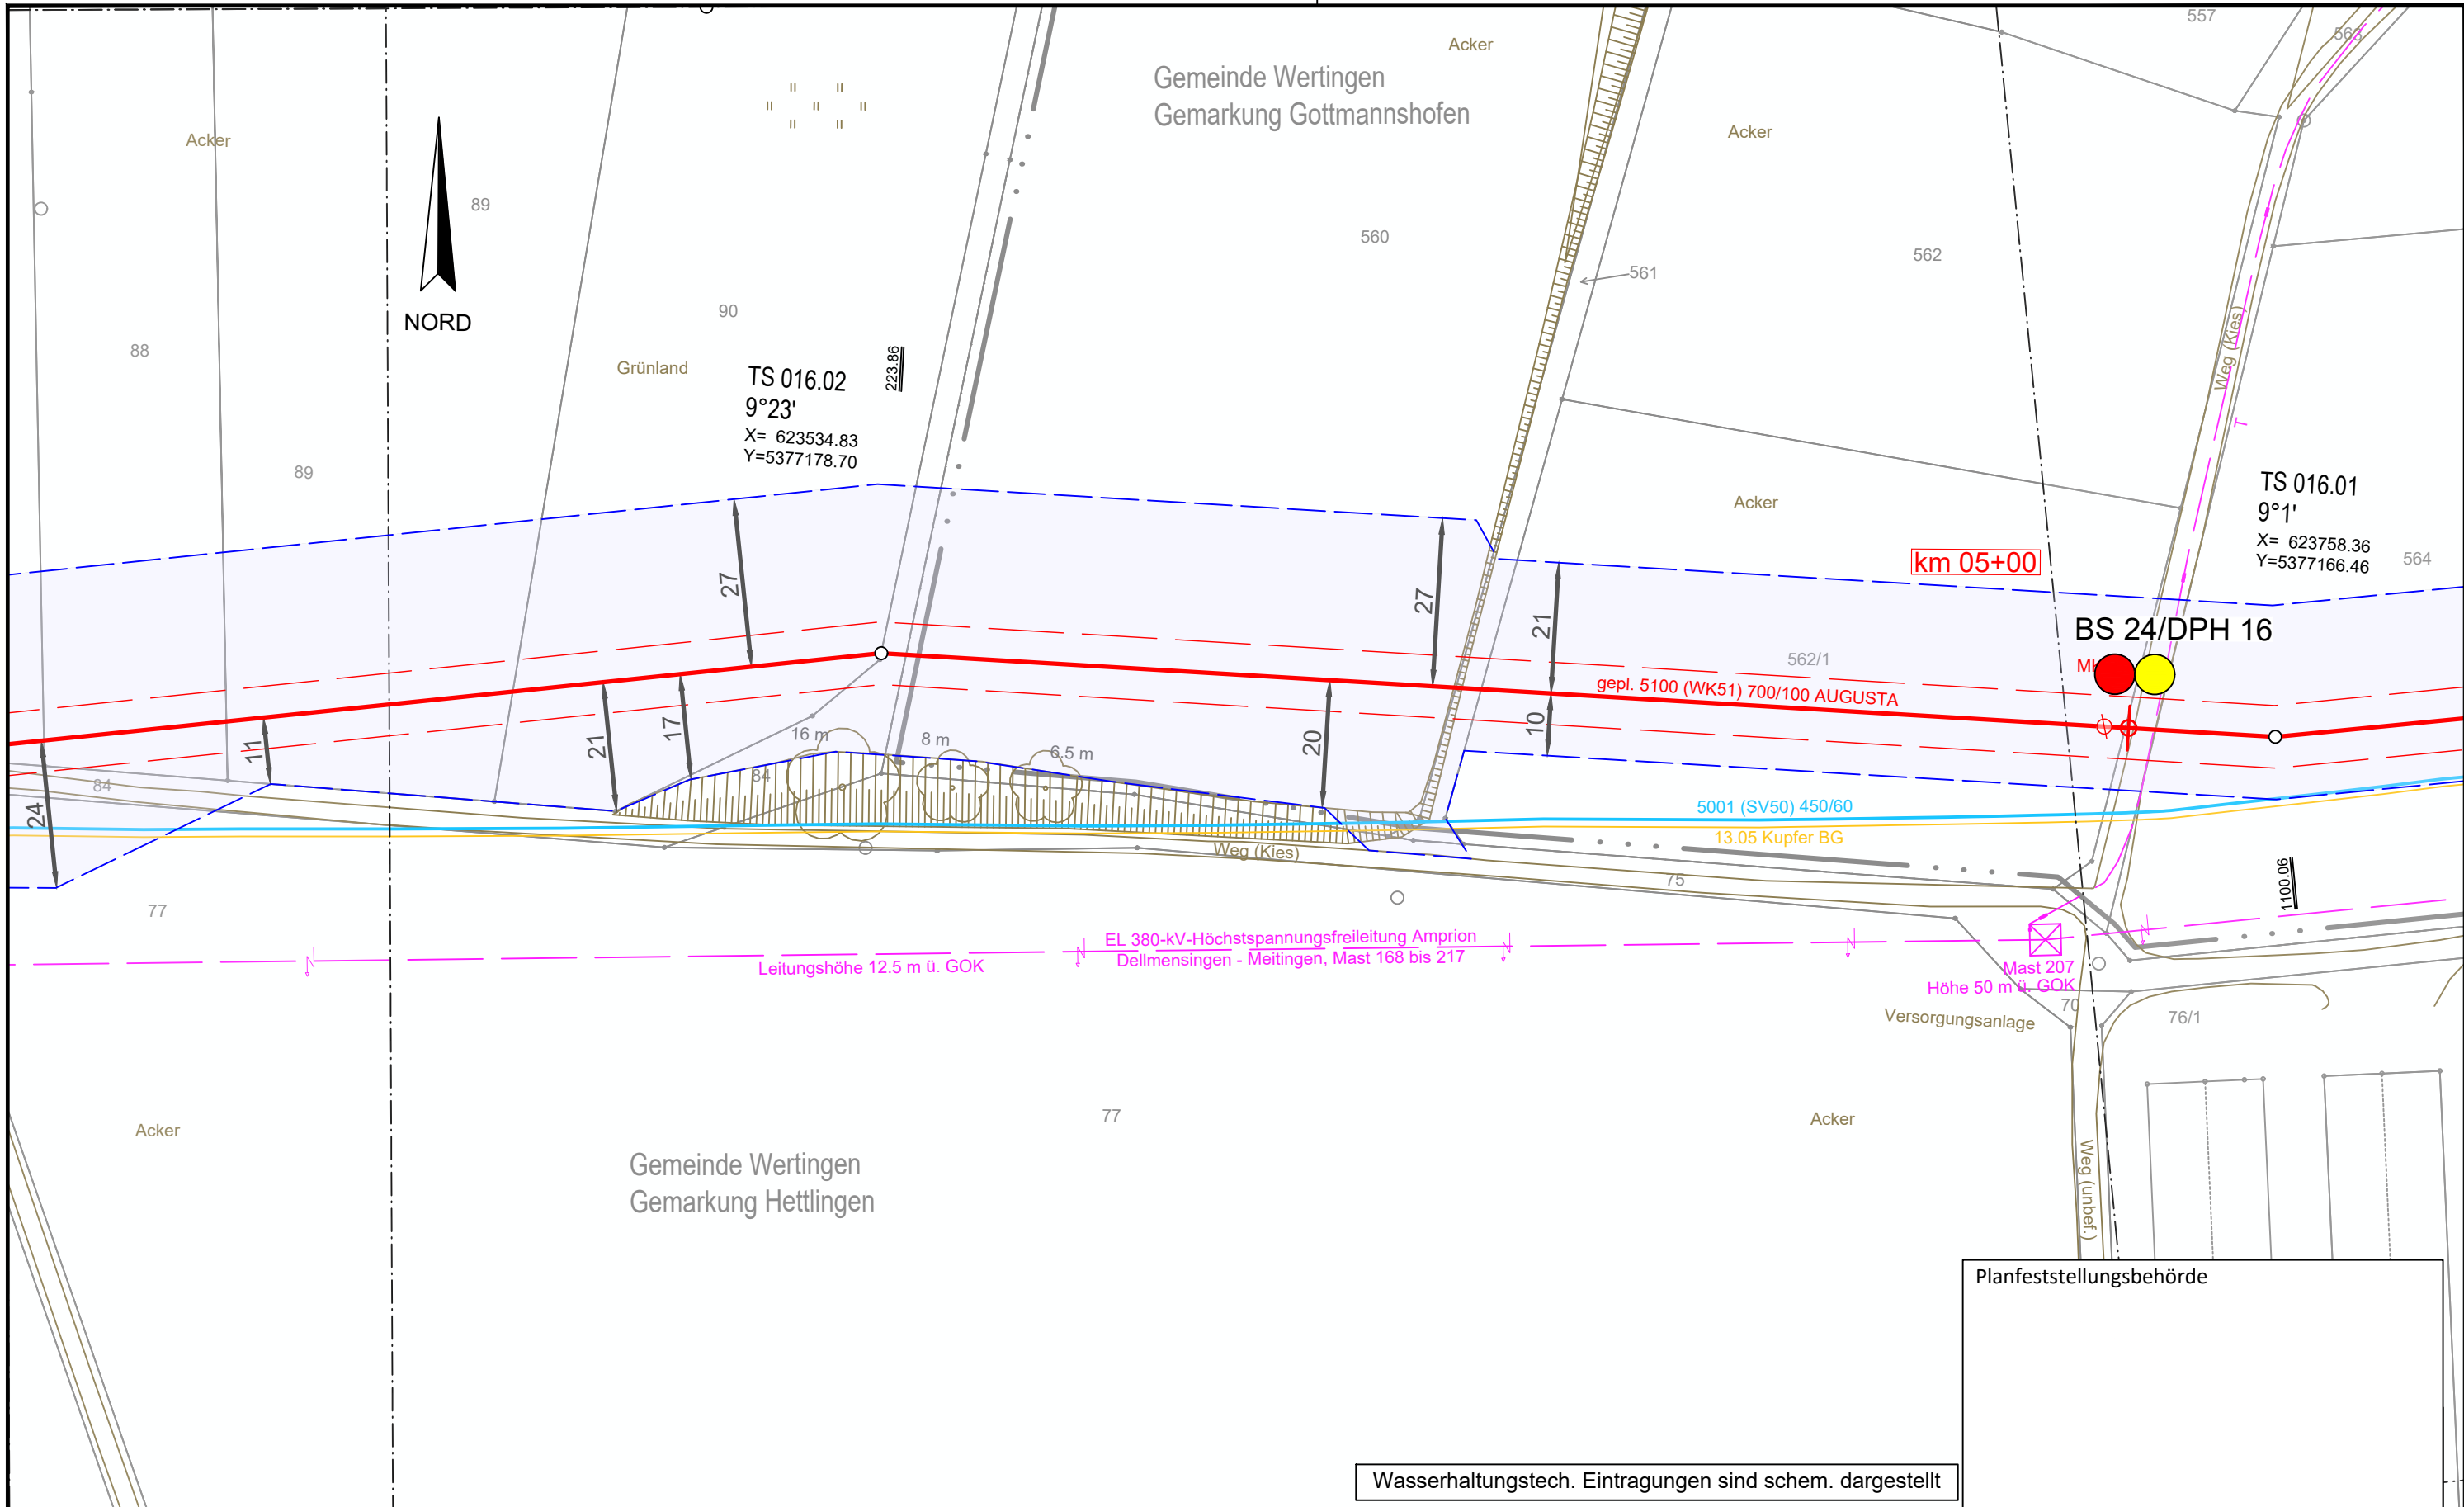 557
563
Acker
Gemeinde Wertingen
Gemarkung Gottmannshofen
Acker
Acker
89
560
562
561
NORD
90
88
Weg (Kies)
Grünland
TS 016.02
9°23'
X= 623534.83
Y=5377178.70
223.86
T
89
Acker
TS 016.01
9°1'
X= 623758.36
Y=5377166.46
564
km 05+00
27
27
21
BS 24/DPH 16
562/1
gepl. 5100 (WK51) 700/100 AUGUSTA
11
21
17
16 m
8 m
6.5 m
20
10
84
84
24
5001 (SV50) 450/60
13.05 Kupfer BG
Weg (Kies)
75
1100.06
77
EL 380-kV-Höchstspannungsfreileitung Amprion
Dellmensingen - Meitingen, Mast 168 bis 217
Leitungshöhe 12.5 m ü. GOK
Mast 207
Höhe 50 m ü. GOK
70
76/1
Versorgungsanlage
77
Acker
Acker
Gemeinde Wertingen
Gemarkung Hettlingen
Weg (unbef.)
Planfeststellungsbehörde
Wasserhaltungstech. Eintragungen sind schem. dargestellt